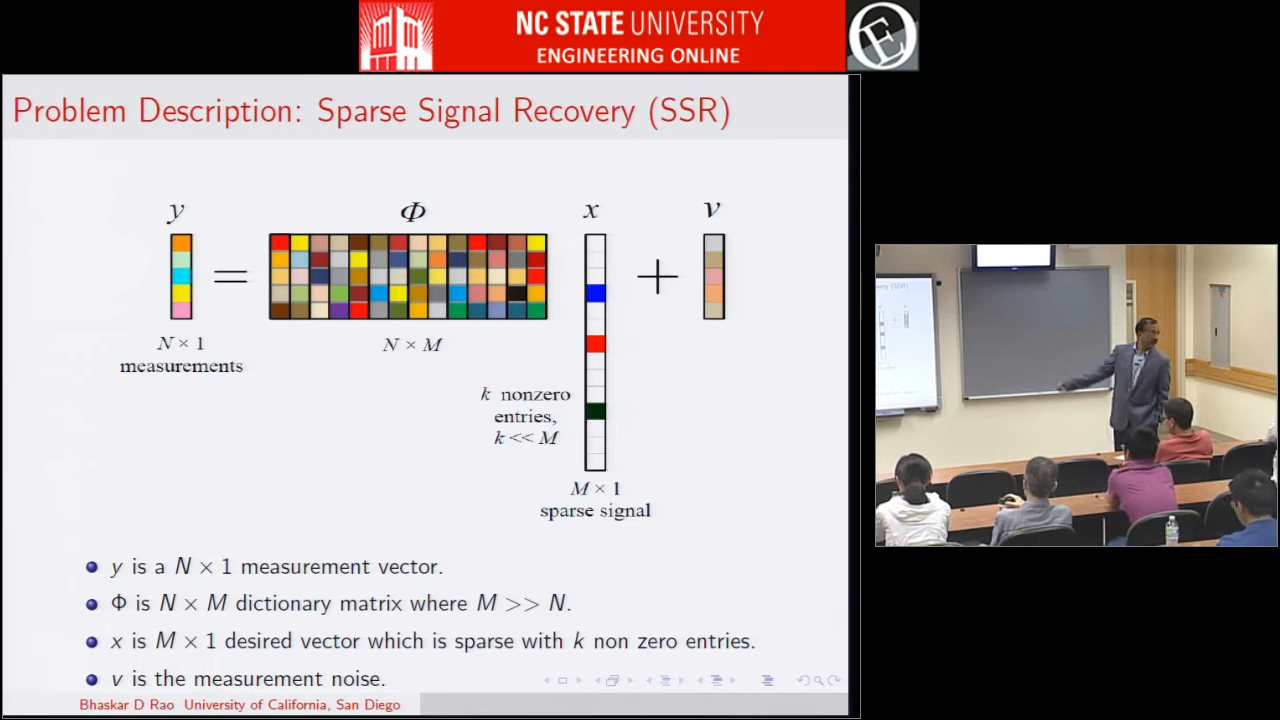 NC STATE UNIVERSITY
ENGINEERING ONLINE
Problem Description: Sparse Signal Recovery (SSR)
y Φ x v
=
+
N × 1
measurements
N × M
k nonzero
entries,
k << M
M × 1
sparse signal
y is a N × 1 measurement vector.
Φ is N × M dictionary matrix where M >> N.
x is M × 1 desired vector which is sparse with k non zero entries.
v is the measurement noise.
Bhaskar D Rao University of California, San Diego